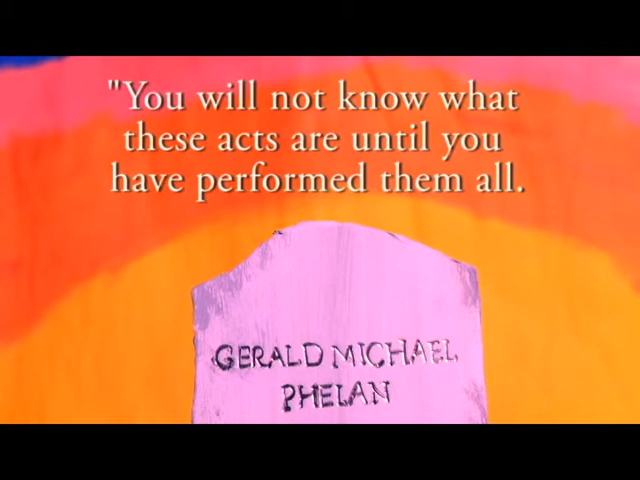 "You will not know what
these acts are until you
have performed them all.
GERALD MICHAEL
PHELAN